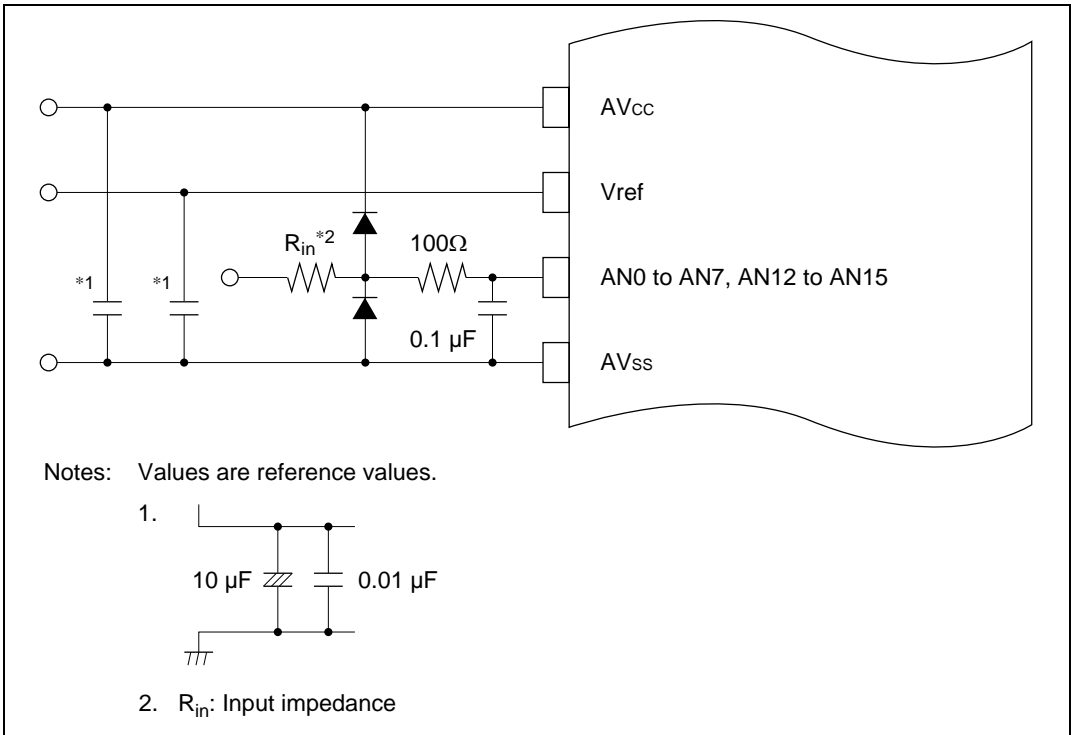 AVcc
Vref
Rin*2
100Ω
*1
*1
AN0 to AN7, AN12 to AN15
0.1 µF
AVss
Notes: Values are reference values.
1.
10 µF
0.01 µF
2. Rin: Input impedance